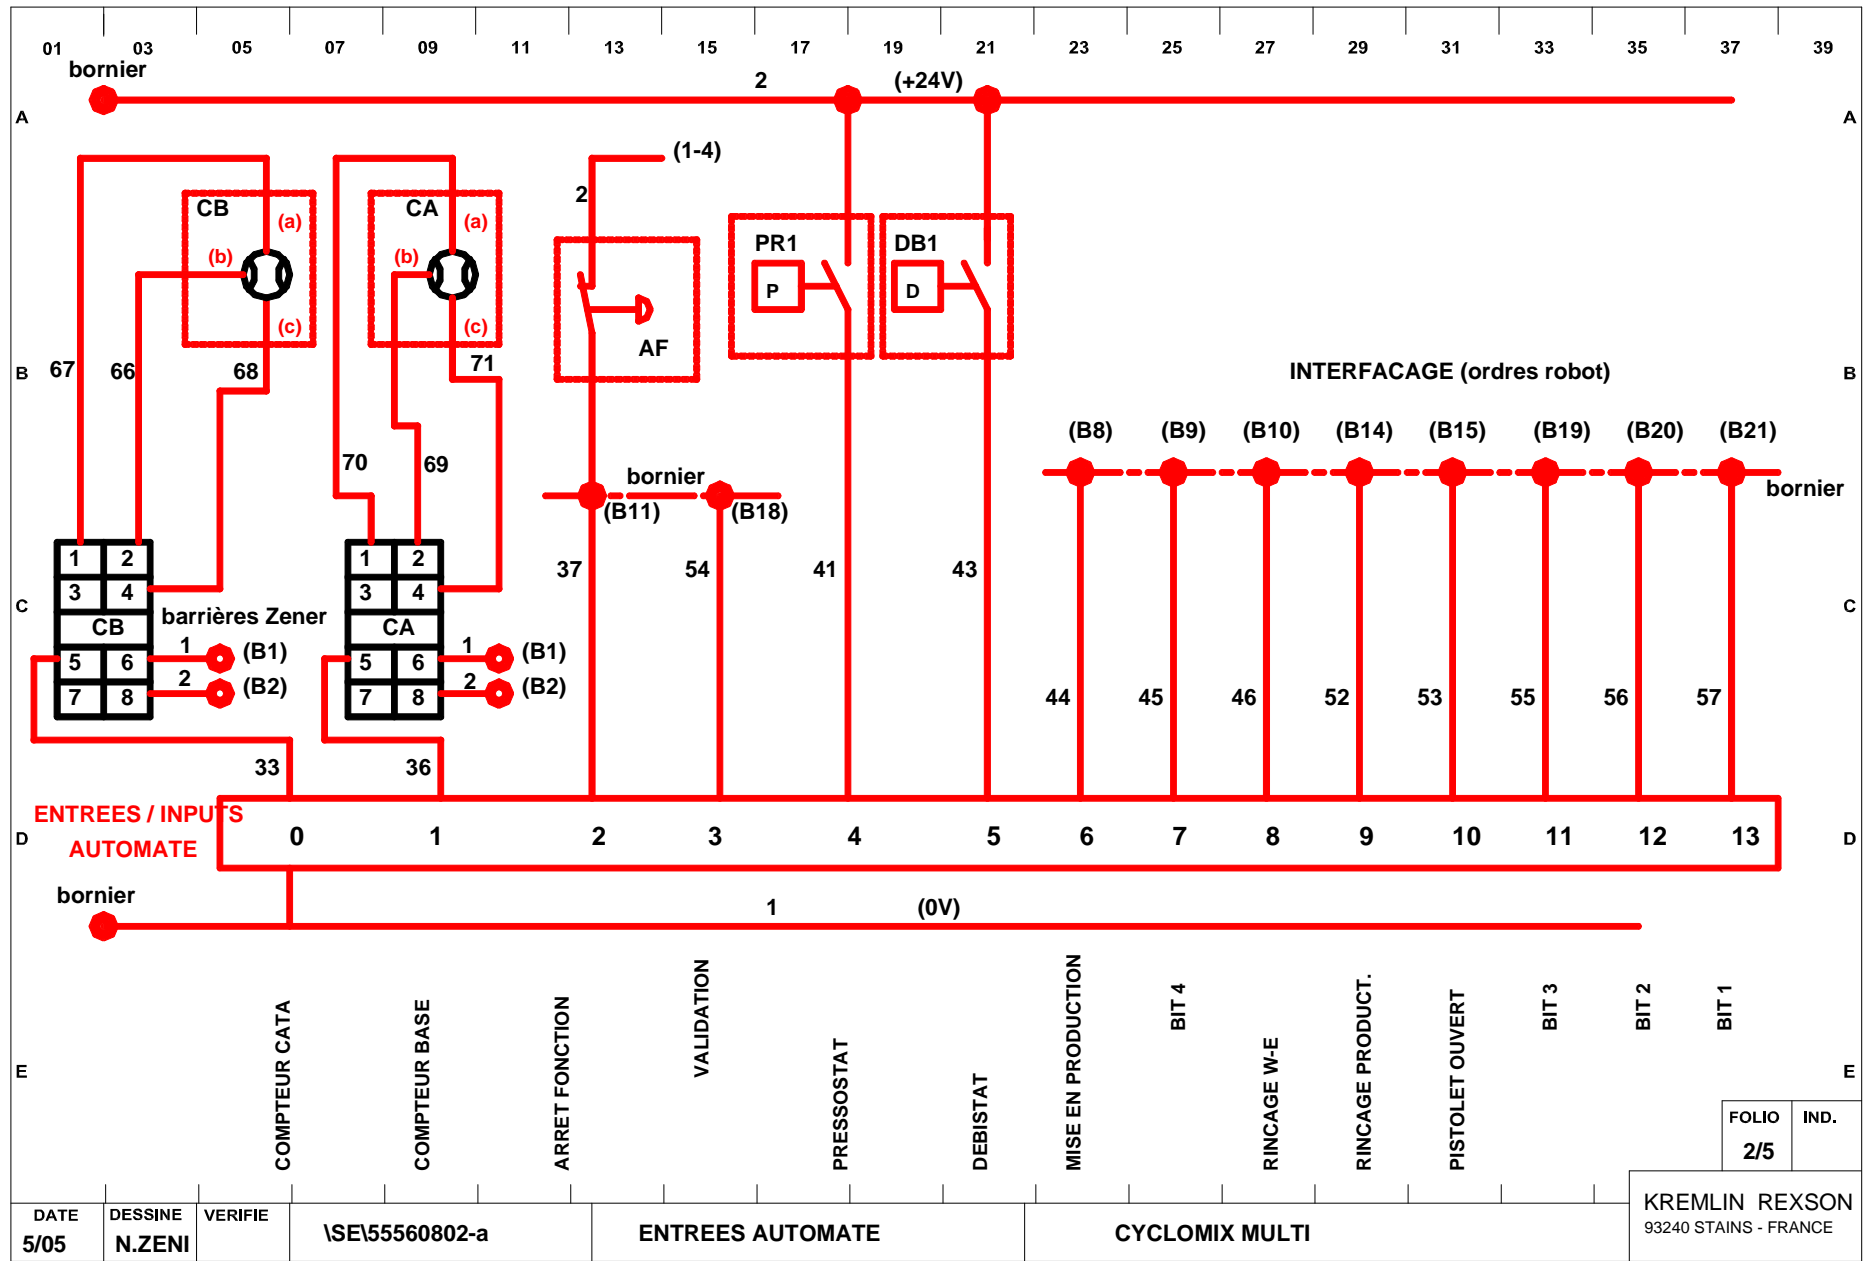 01 03 05 07 09 11 13 15 17 19 21 23 25 27 29 31 33 35 37 39
bornier
2 (+24V)
A A
(1-4)
2
CB (a) CA (a)
(b) (b)
(c) (c)
PR1 DB1
P D
AF
B 67 66 68 71 B
INTERFACAGE (ordres robot)
(B8) (B9) (B10) (B14) (B15) (B19) (B20) (B21)
70 69
bornier
bornier
(B11) (B18)
1 2 1 2
37 54 41 43
3 4 3 4
C C
barrières Zener
CB CA
5 6 1 (B1) 5 6 1 (B1)
7 8 2 (B2) 7 8 2 (B2)
44 45 46 52 53 55 56 57
33 36
ENTREES / INPUTS
AUTOMATE
D 0 1 2 3 4 5 6 7 8 9 10 11 12 13 D
bornier
1 (0V)
COMPTEUR CATA
COMPTEUR BASE
ARRET FONCTION
VALIDATION
PRESSOSTAT
DEBISTAT
MISE EN PRODUCTION
BIT 4
RINCAGE W-E
RINCAGE PRODUCT.
PISTOLET OUVERT
BIT 3
BIT 2
BIT 1
E E
FOLIO IND.
2/5
DATE DESSINE VERIFIE
5/05 N.ZENI
\SE\55560802-a ENTREES AUTOMATE CYCLOMIX MULTI
KREMLIN REXSON
93240 STAINS - FRANCE